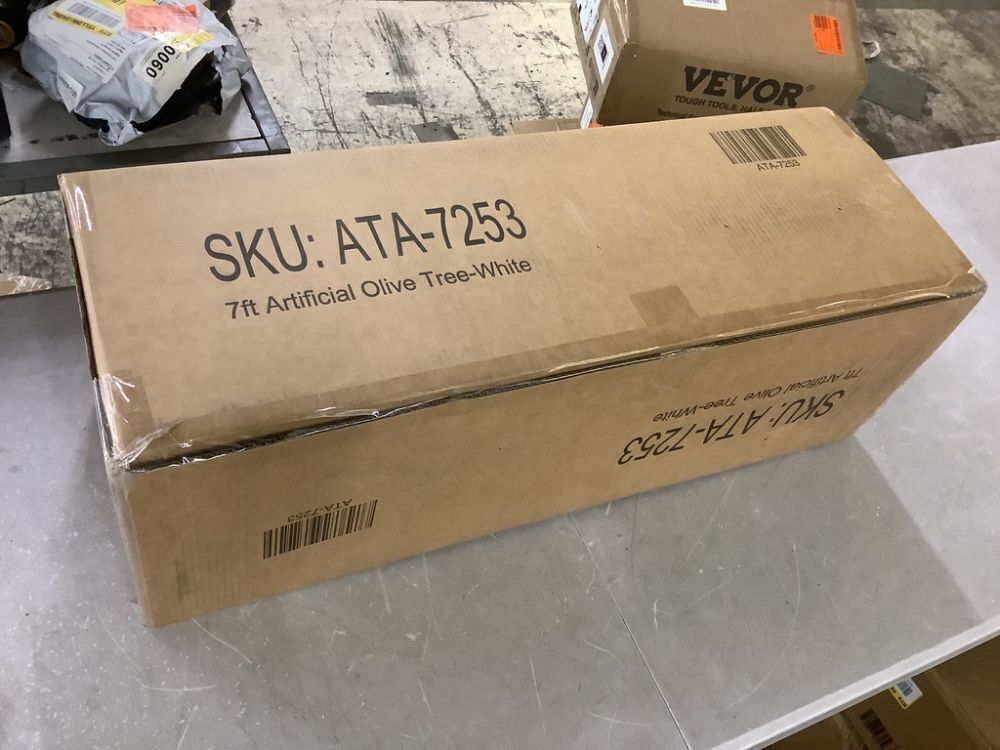 0900
VEVOR®
TOUGH TOOLS, HAL
ATA-7253
SKU: ATA-7253
7ft Artificial Olive Tree-White
SKU: ATA-7253
7ft Artificial Olive Tree-White
ATA-7253